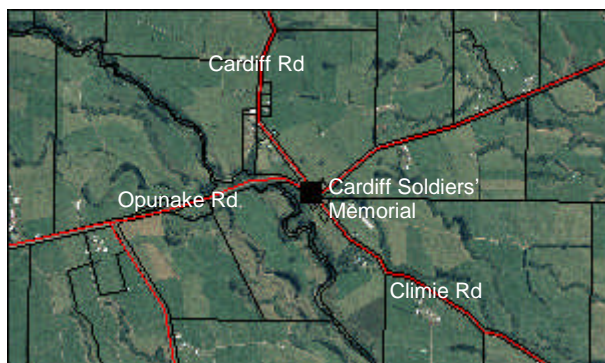 Cardiff Rd
Opunake Rd
Cardiff Soldiers'
Memorial
Climie Rd